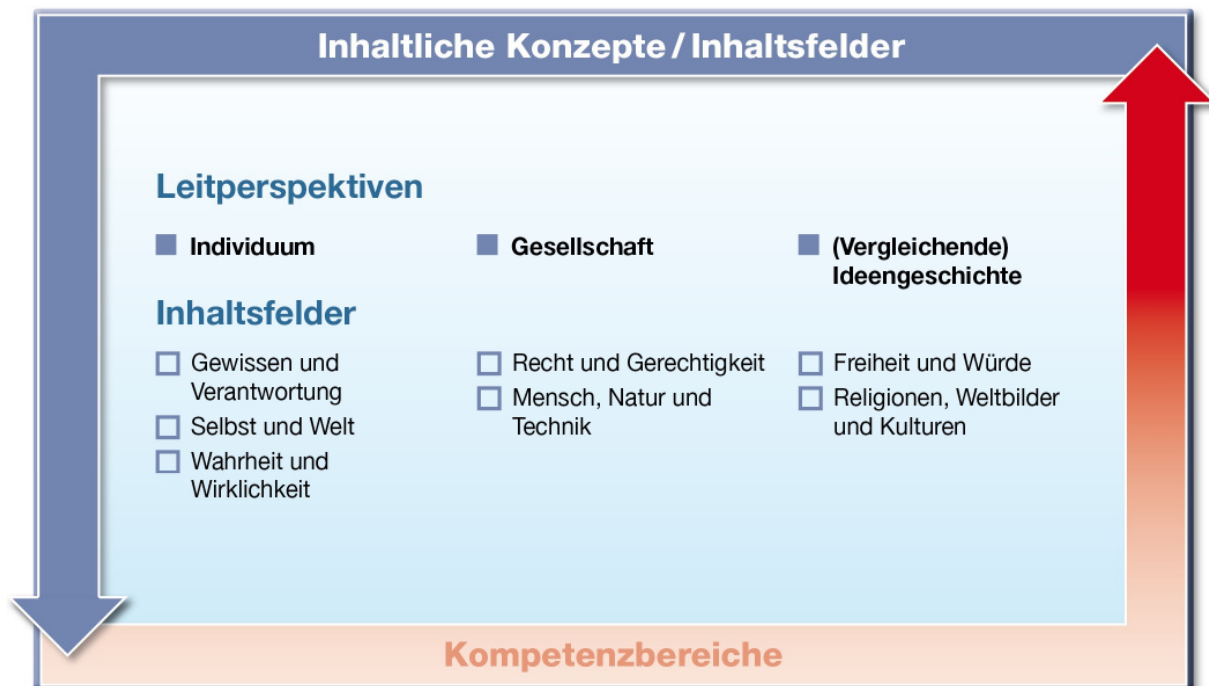 Inhaltliche Konzepte / Inhaltsfelder
Leitperspektiven
Individuum
Gesellschaft
(Vergleichende)
Ideengeschichte
Inhaltsfelder
Gewissen und
Verantwortung
Selbst und Welt
Wahrheit und
Wirklichkeit
Recht und Gerechtigkeit
Mensch, Natur und
Technik
Freiheit und Würde
Religionen, Weltbilder
und Kulturen
Kompetenzbereiche